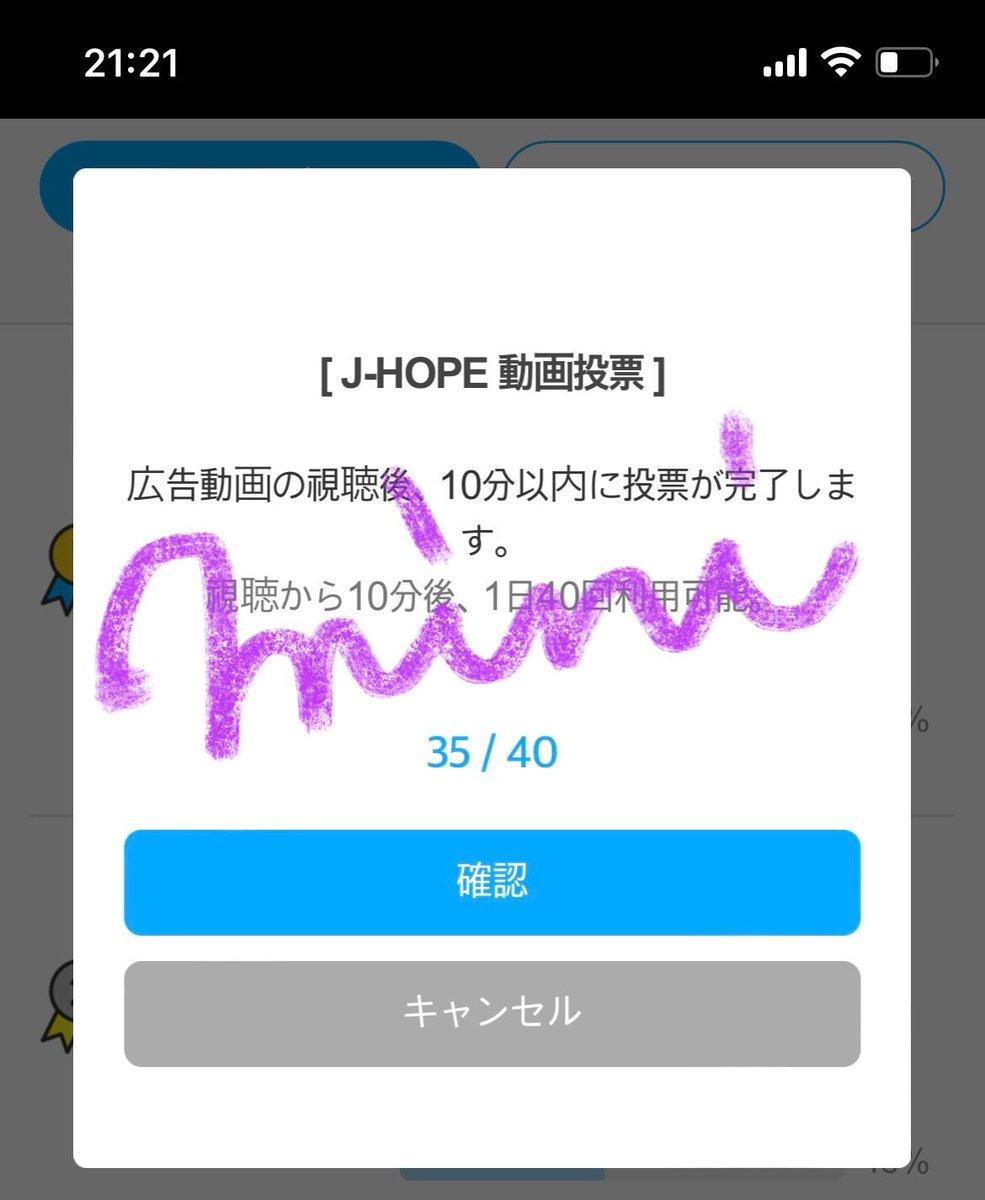 21:21
[ J-HOPE 動画投票 ]
広告動画の視聴後、10分以内に投票が完了しま
す。
視聴から10分後、1日40回利用可能。
mini
35 / 40
%
確認
キャンセル
%